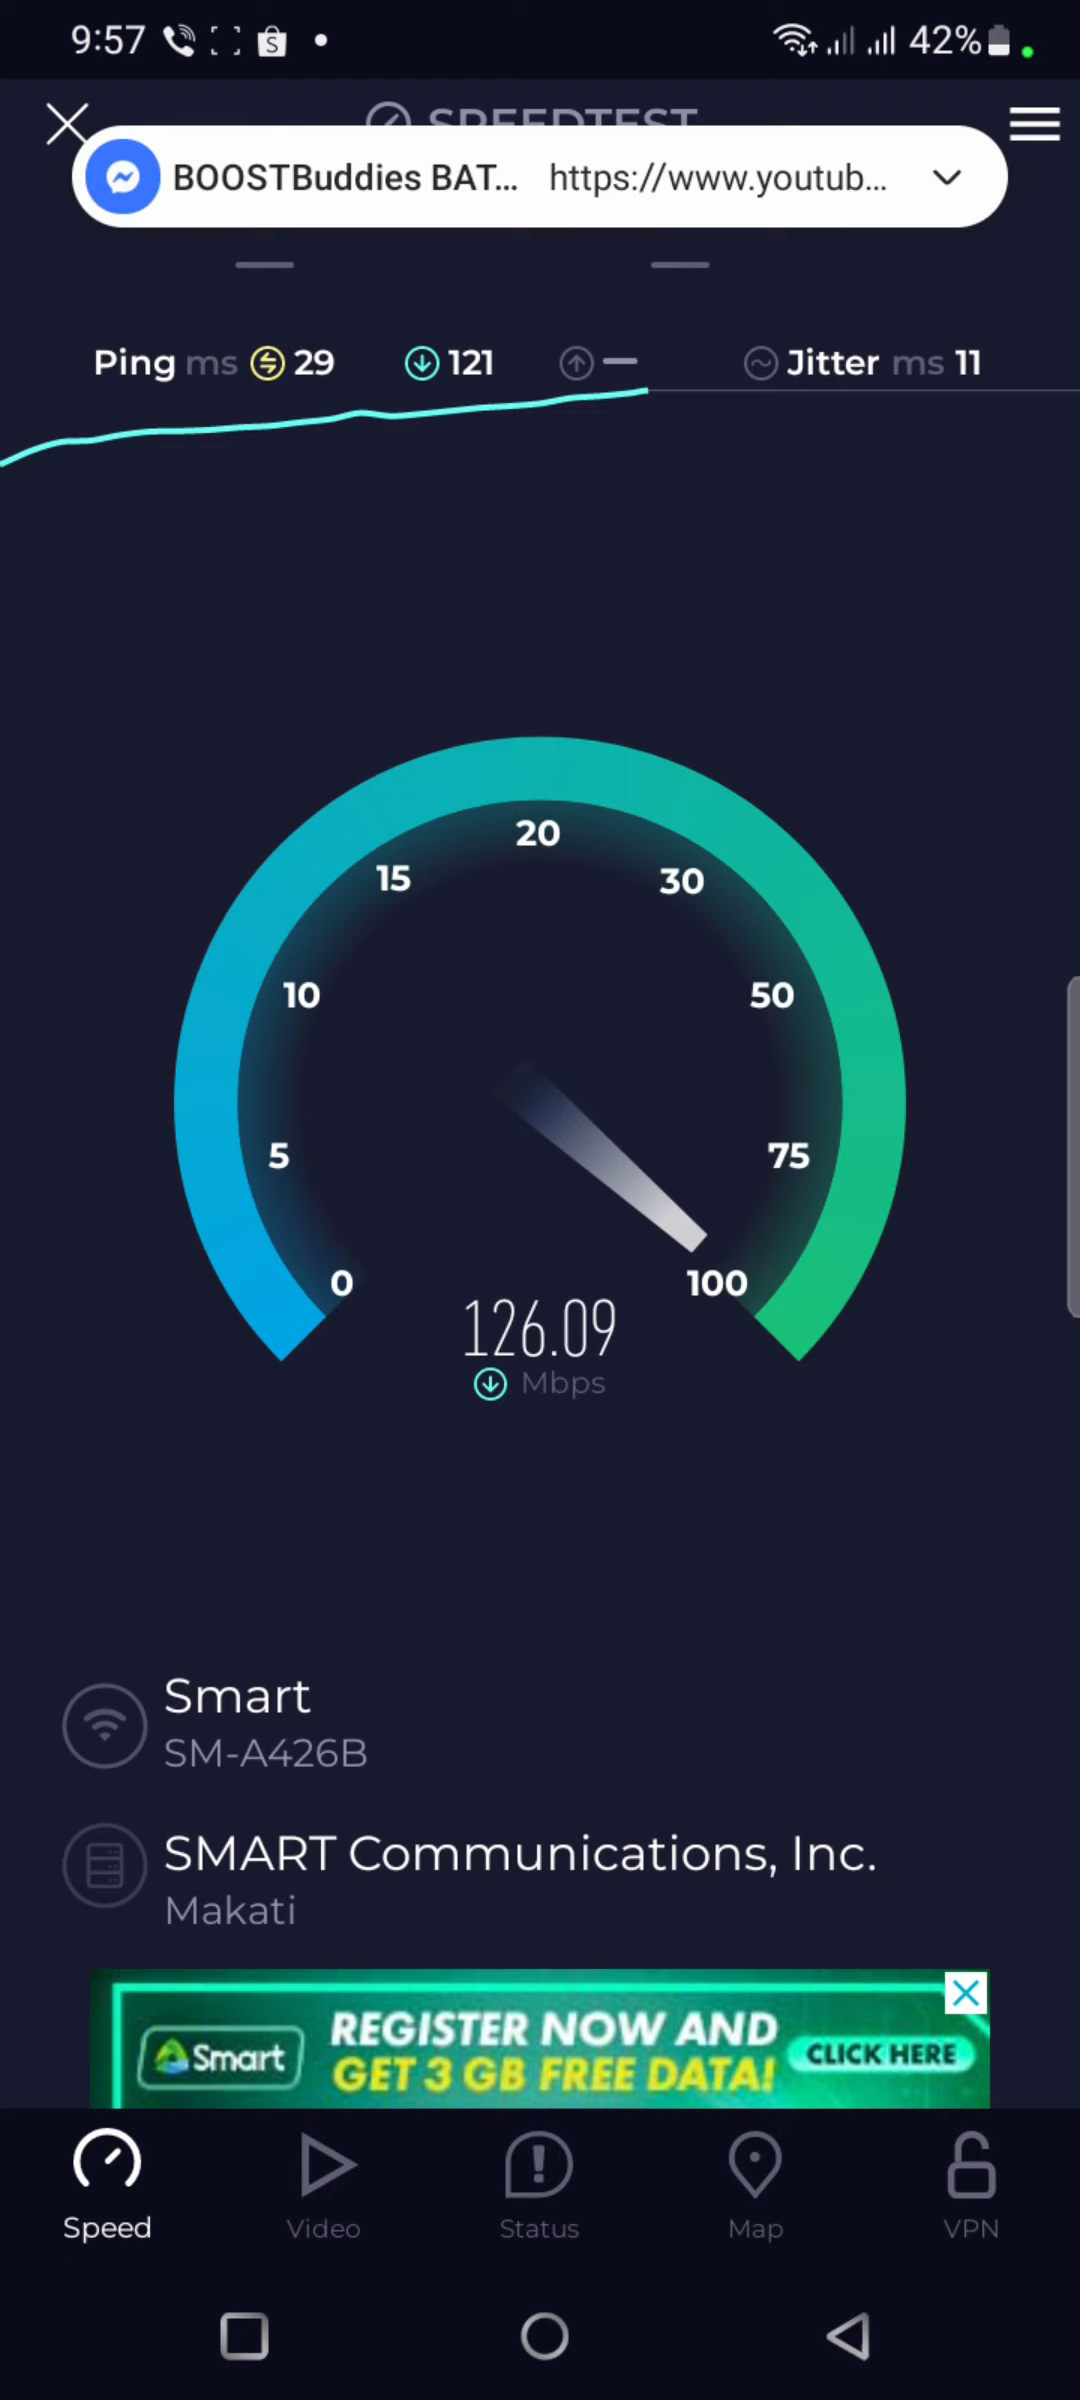 9:57 42%
SPEEDTEST
BOOSTBuddies BAT... https://www.youtub...
Ping ms 29 121 — Jitter ms 11
20
15 30
10 50
5 75
0 100
126.09
Mbps
Smart
SM-A426B
SMART Communications, Inc.
Makati
Smart REGISTER NOW AND GET 3 GB FREE DATA! CLICK HERE
Speed Video Status Map VPN